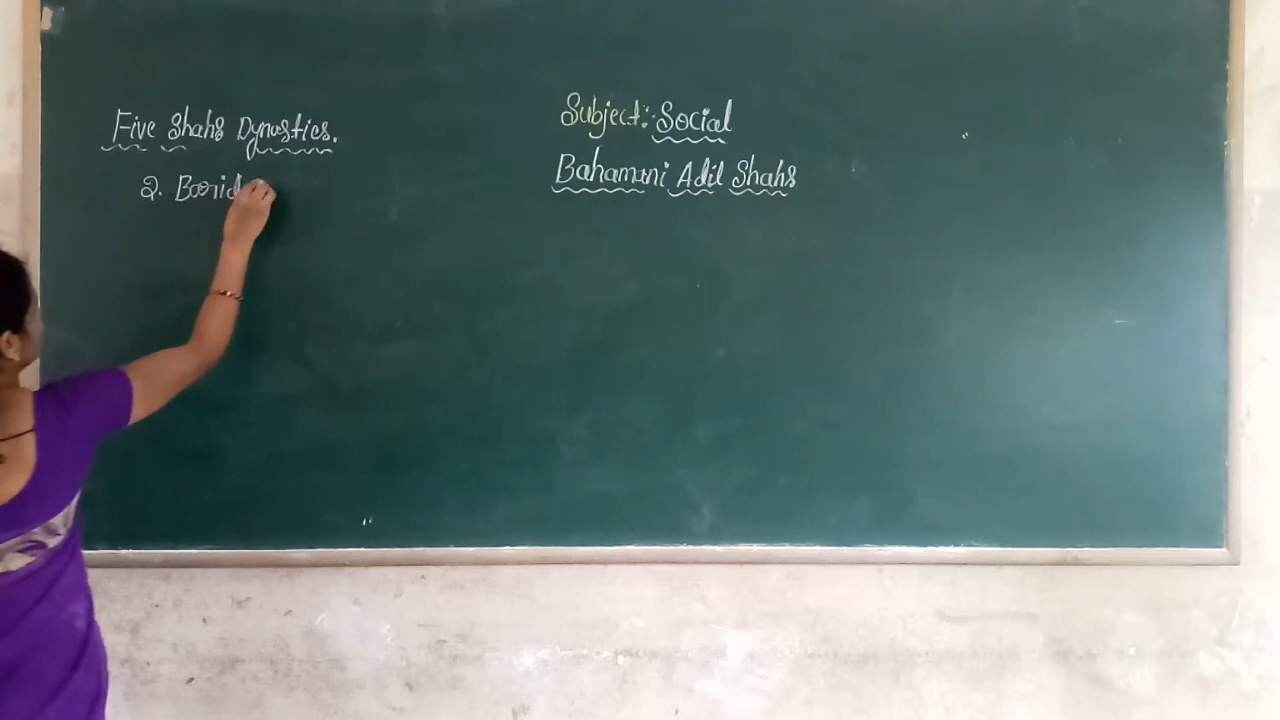 Five Shahs Dynasties.
2. Barid
Subject: Social
Bahamani Adil Shahs